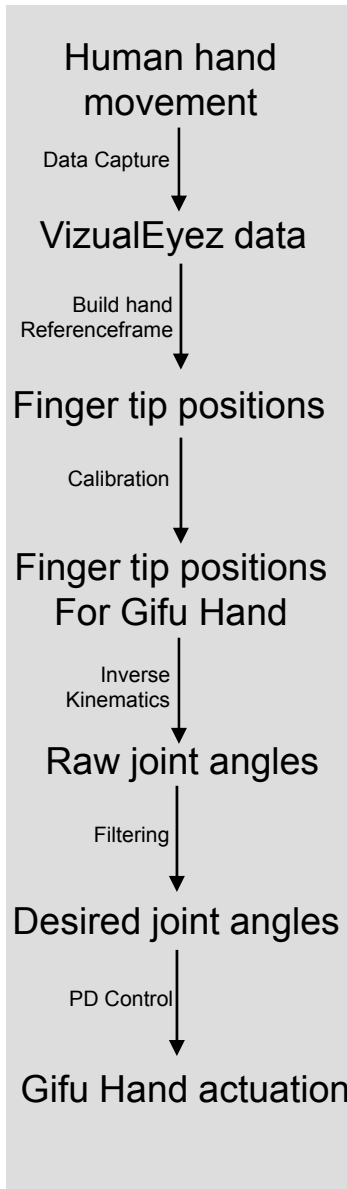 Human hand
movement
Data Capture
VizualEyez data
Build hand
Referenceframe
Finger tip positions
Calibration
Finger tip positions
For Gifu Hand
Inverse
Kinematics
Raw joint angles
Filtering
Desired joint angles
PD Control
Gifu Hand actuation